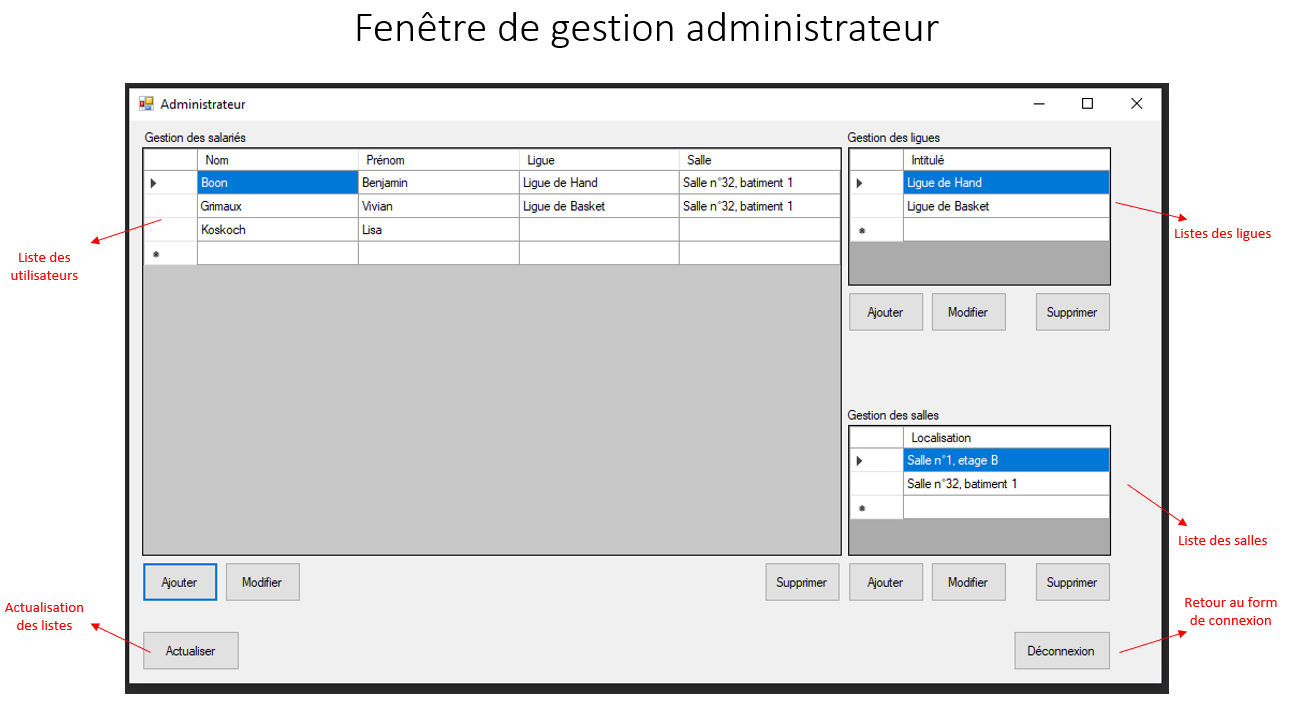 Fenêtre de gestion administrateur
Administrateur
Gestion des salariés
Nom Prénom Ligue Salle
Boon Benjamin Ligue de Hand Salle n°32, batiment 1
Grimaux Vivian Ligue de Basket Salle n°32, batiment 1
Koskoch Lisa
Liste des
utilisateurs
Gestion des ligues
Intitulé
Ligue de Hand
Ligue de Basket
Listes des ligues
Ajouter Modifier Supprimer
Gestion des salles
Localisation
Salle n°1, etage B
Salle n°32, batiment 1
Liste des salles
Ajouter Modifier Supprimer Ajouter Modifier Supprimer
Actualisation
des listes
Actualiser
Retour au form
de connexion
Déconnexion